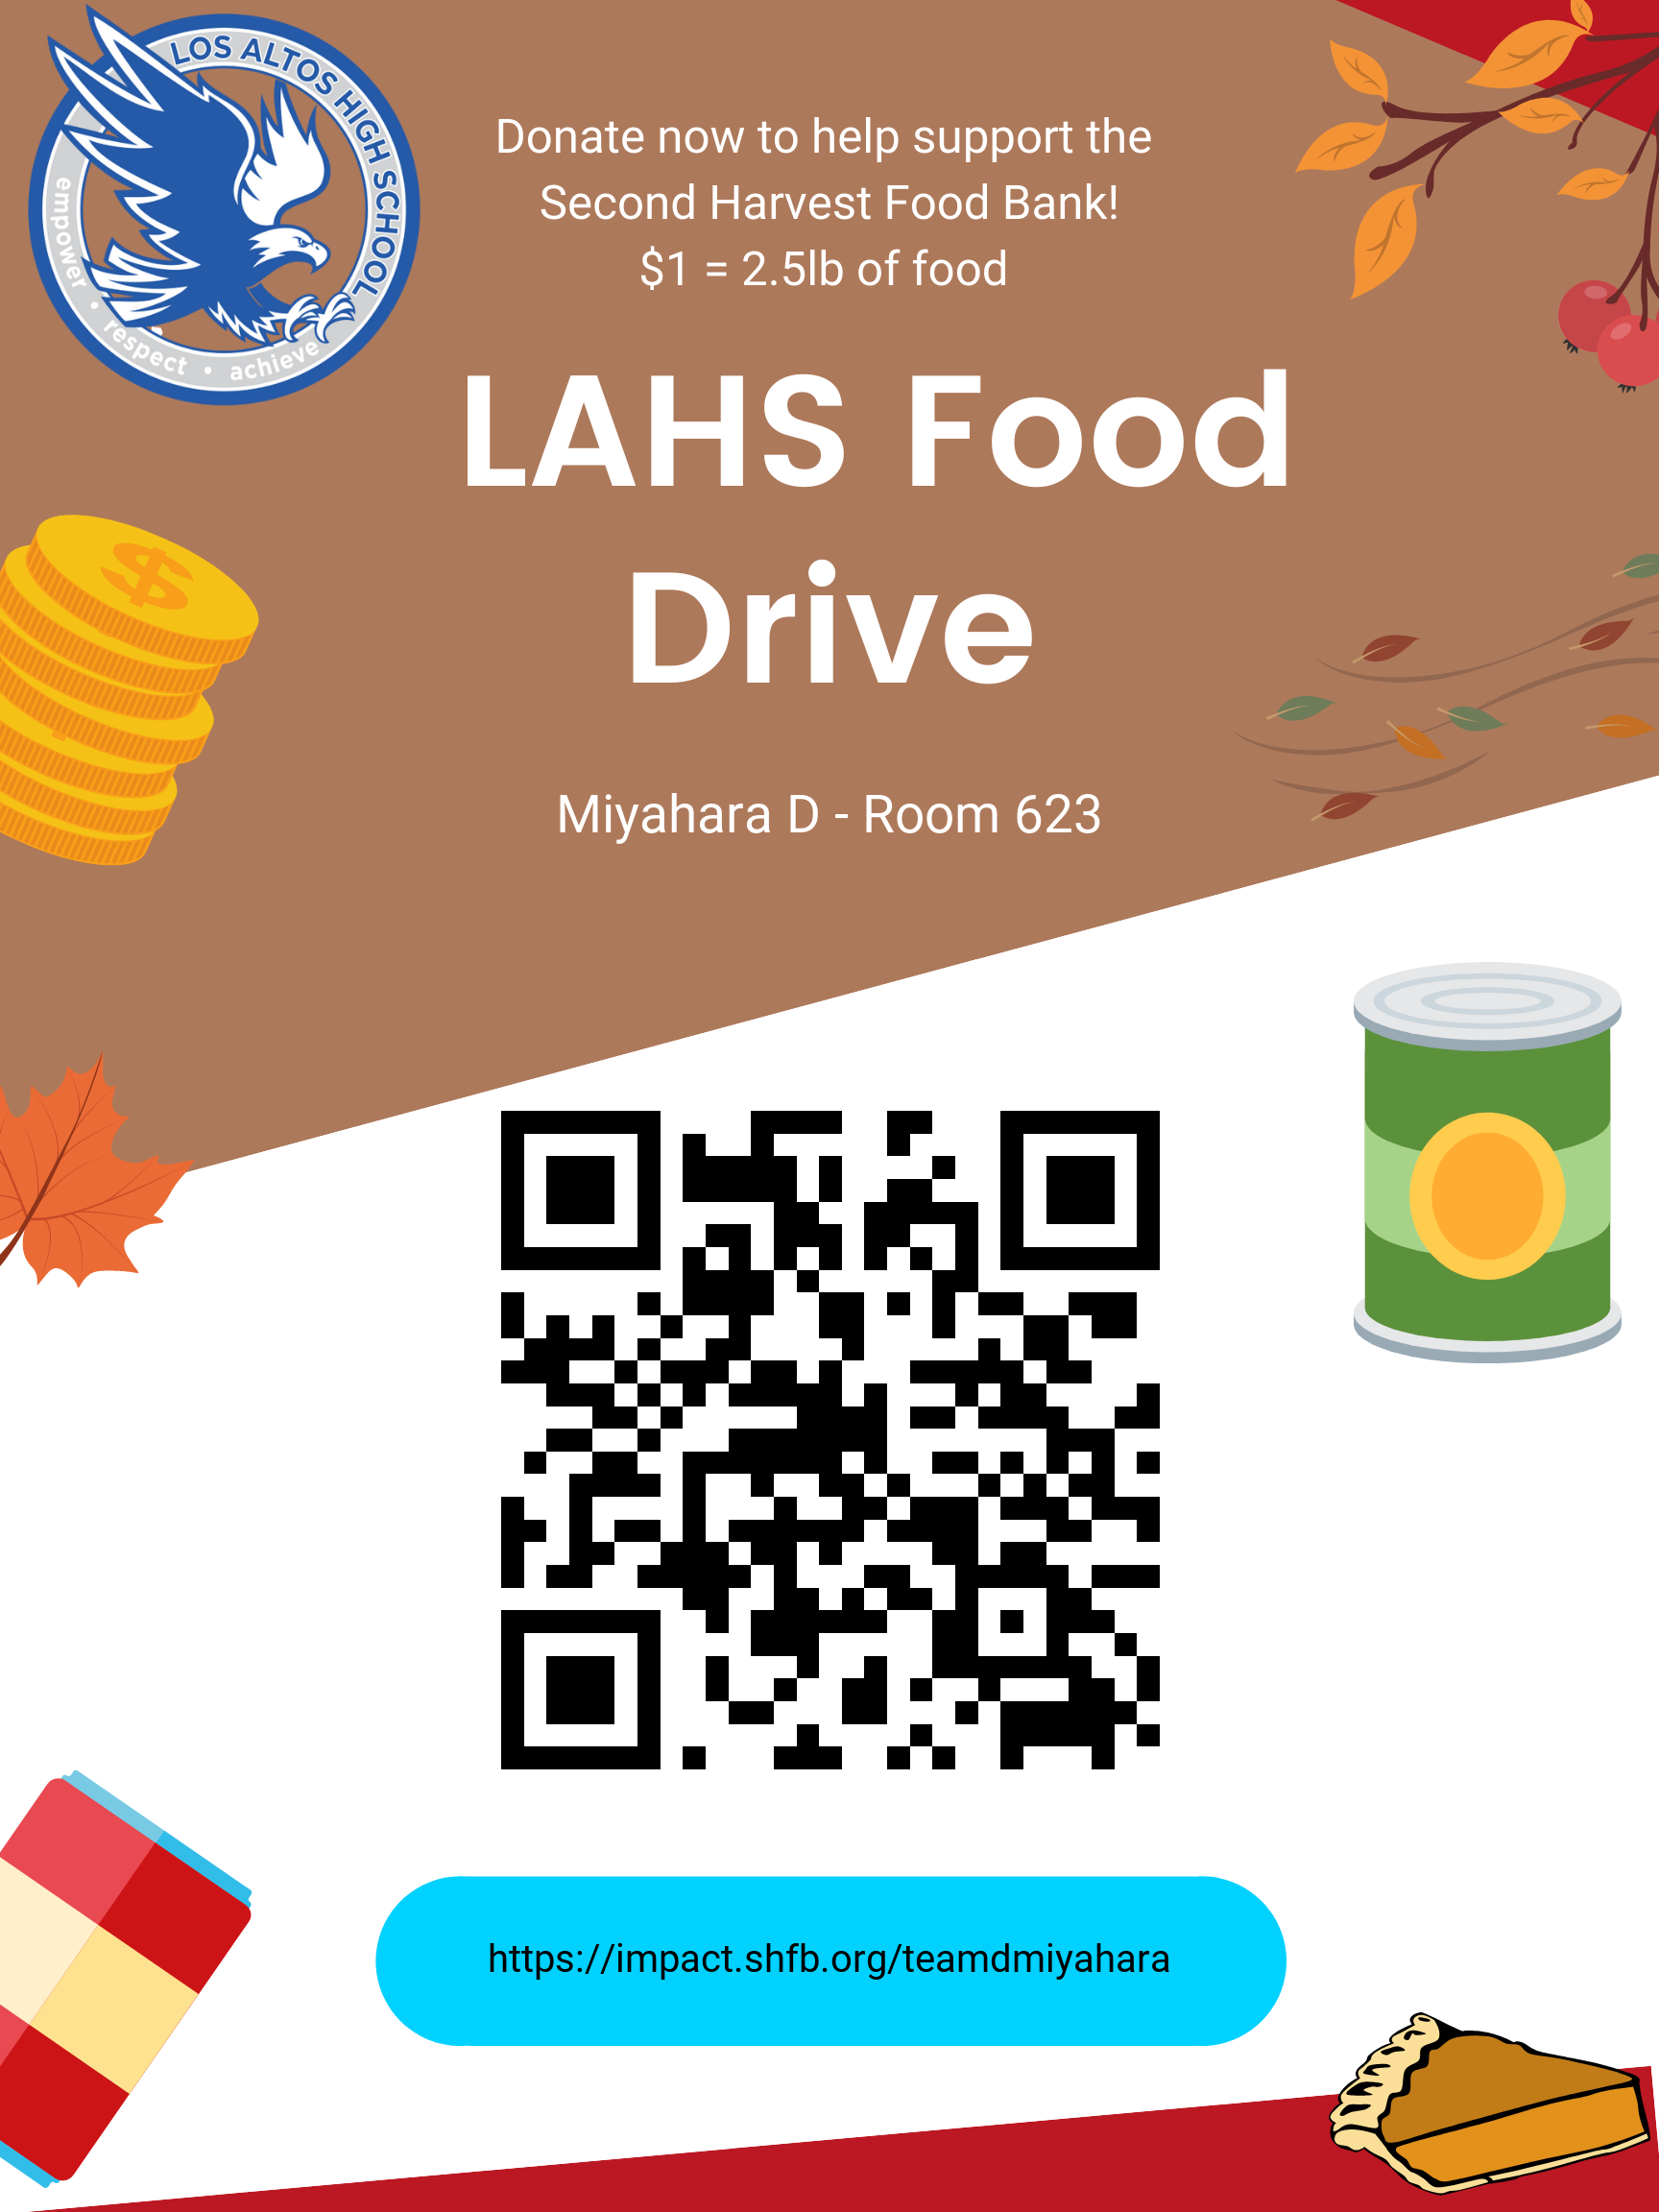 LOS ALTOS HIGH SCHOOL
empower • respect • achieve
Donate now to help support the
Second Harvest Food Bank!
$1 = 2.5lb of food
LAHS Food
Drive
$
Miyahara D - Room 623
https://impact.shfb.org/teamdmiyahara